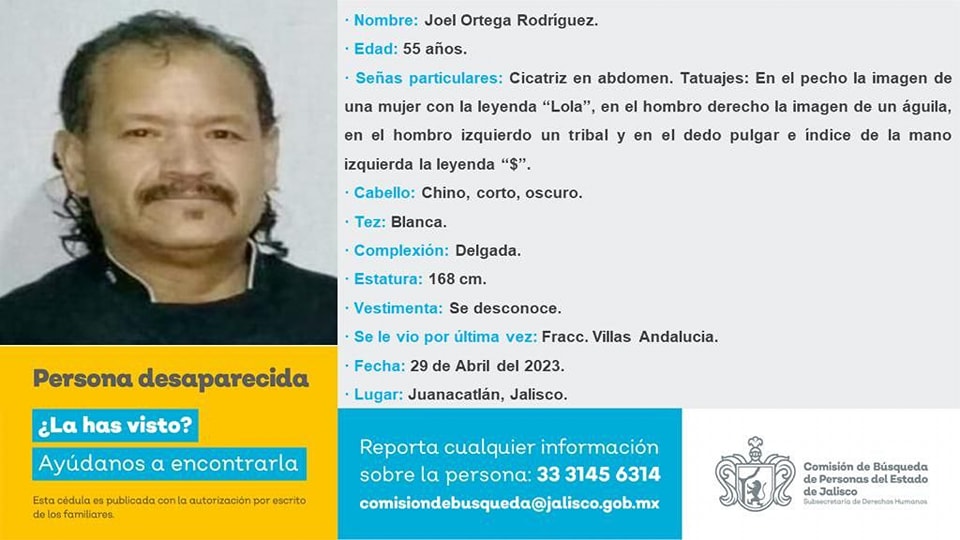 · Nombre: Joel Ortega Rodríguez.
· Edad: 55 años.
· Señas particulares: Cicatriz en abdomen. Tatuajes: En el pecho la imagen de
una mujer con la leyenda “Lola”, en el hombro derecho la imagen de un águila,
en el hombro izquierdo un tribal y en el dedo pulgar e índice de la mano
izquierda la leyenda “$”.
· Cabello: Chino, corto, oscuro.
· Tez: Blanca.
· Complexión: Delgada.
· Estatura: 168 cm.
· Vestimenta: Se desconoce.
· Se le vio por última vez: Fracc. Villas Andalucia.
· Fecha: 29 de Abril del 2023.
· Lugar: Juanacatlán, Jalisco.
Persona desaparecida
¿La has visto?
Ayúdanos a encontrarla
Esta cédula es publicada con la autorización por escrito
de los familiares.
Reporta cualquier información
sobre la persona: 33 3145 6314
comisiondebusqueda@jalisco.gob.mx
Comisión de Búsqueda
de Personas del Estado
de Jalisco
Subsecretaría de Derechos Humanos